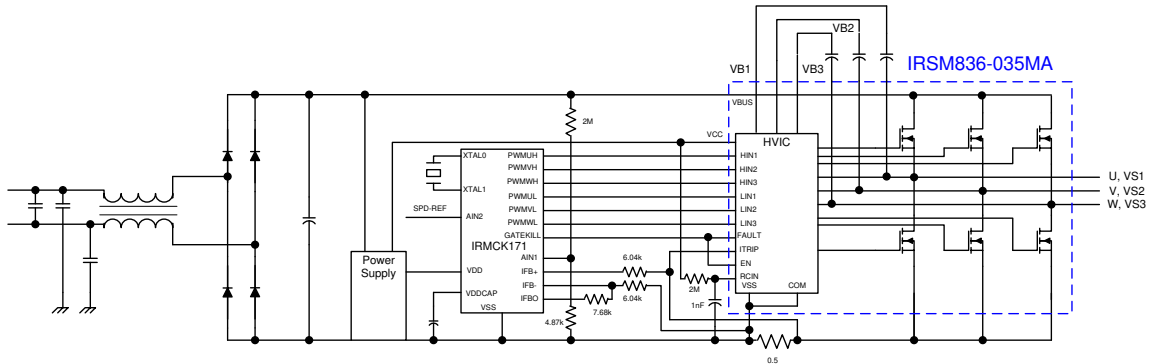 VB2
VB1
VB3
IRSM836-035MA
VBUS
2M
VCC
HVIC
XTAL0
PWMUH
HIN1
PWMVH
HIN2
PWMWH
HIN3
U, VS1
XTAL1
PWMUL
LIN1
V, VS2
SPD-REF
AIN2
PWMVL
LIN2
W, VS3
PWMWL
LIN3
GATEKILL
FAULT
IRMCK171
ITRIP
Power
Supply
AIN1
6.04k
EN
VDD
IFB+
RCIN
IFB-
2M
VSS
COM
VDDCAP
IFBO
6.04k
1nF
VSS
7.68k
4.87k
0.5